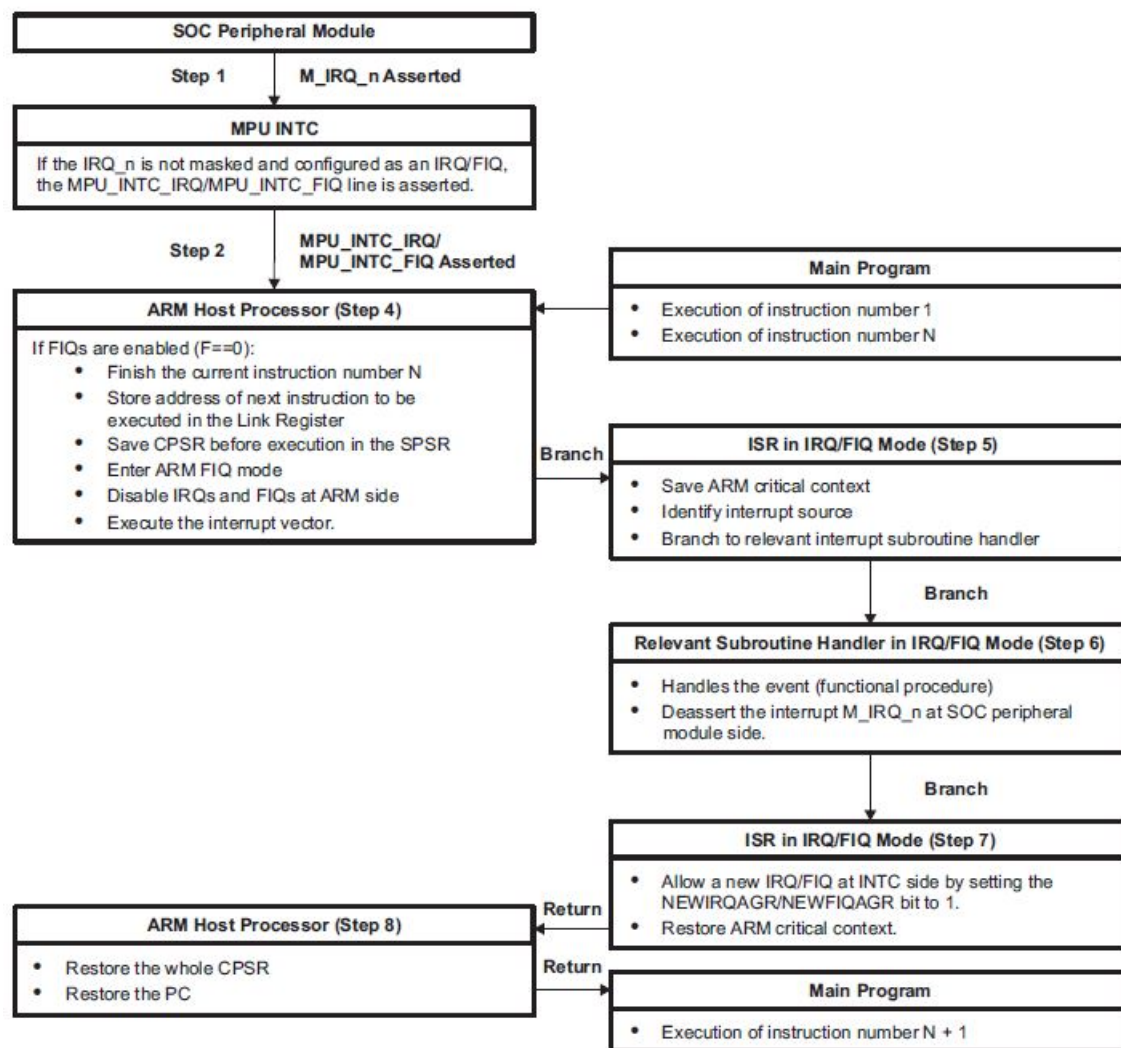 SOC Peripheral Module
Step 1
M_IRQ_n Asserted
MPU INTC
If the IRQ_n is not masked and configured as an IRQ/FIQ,
the MPU_INTC_IRQ/MPU_INTC_FIQ line is asserted.
Step 2
MPU_INTC_IRQ/
MPU_INTC_FIQ Asserted
Main Program
• Execution of instruction number 1
• Execution of instruction number N
ARM Host Processor (Step 4)
If FIQs are enabled (F==0):
• Finish the current instruction number N
• Store address of next instruction to be
executed in the Link Register
• Save CPSR before execution in the SPSR
• Enter ARM FIQ mode
• Disable IRQs and FIQs at ARM side
• Execute the interrupt vector.
Branch
ISR in IRQ/FIQ Mode (Step 5)
• Save ARM critical context
• Identify interrupt source
• Branch to relevant interrupt subroutine handler
Branch
Relevant Subroutine Handler in IRQ/FIQ Mode (Step 6)
• Handles the event (functional procedure)
• Deassert the interrupt M_IRQ_n at SOC peripheral
module side.
Branch
ISR in IRQ/FIQ Mode (Step 7)
• Allow a new IRQ/FIQ at INTC side by setting the
NEWIRQAGR/NEWFIQAGR bit to 1.
• Restore ARM critical context.
Return
ARM Host Processor (Step 8)
• Restore the whole CPSR
• Restore the PC
Return
Main Program
• Execution of instruction number N + 1